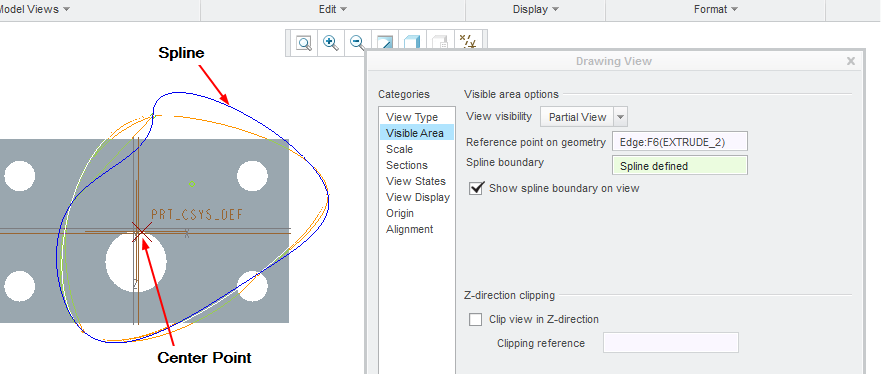 Model Views
Edit
Display
Format
Spline
Drawing View
Categories
Visible area options
View Type
View visibility
Partial View
Visible Area
Reference point on geometry
Edge:F6(EXTRUDE_2)
Scale
Spline boundary
Spline defined
Sections
View States
Show spline boundary on view
View Display
Origin
Alignment
PRT_CSYS_DEF
X
Z
Z-direction clipping
Clip view in Z-direction
Clipping reference
Center Point